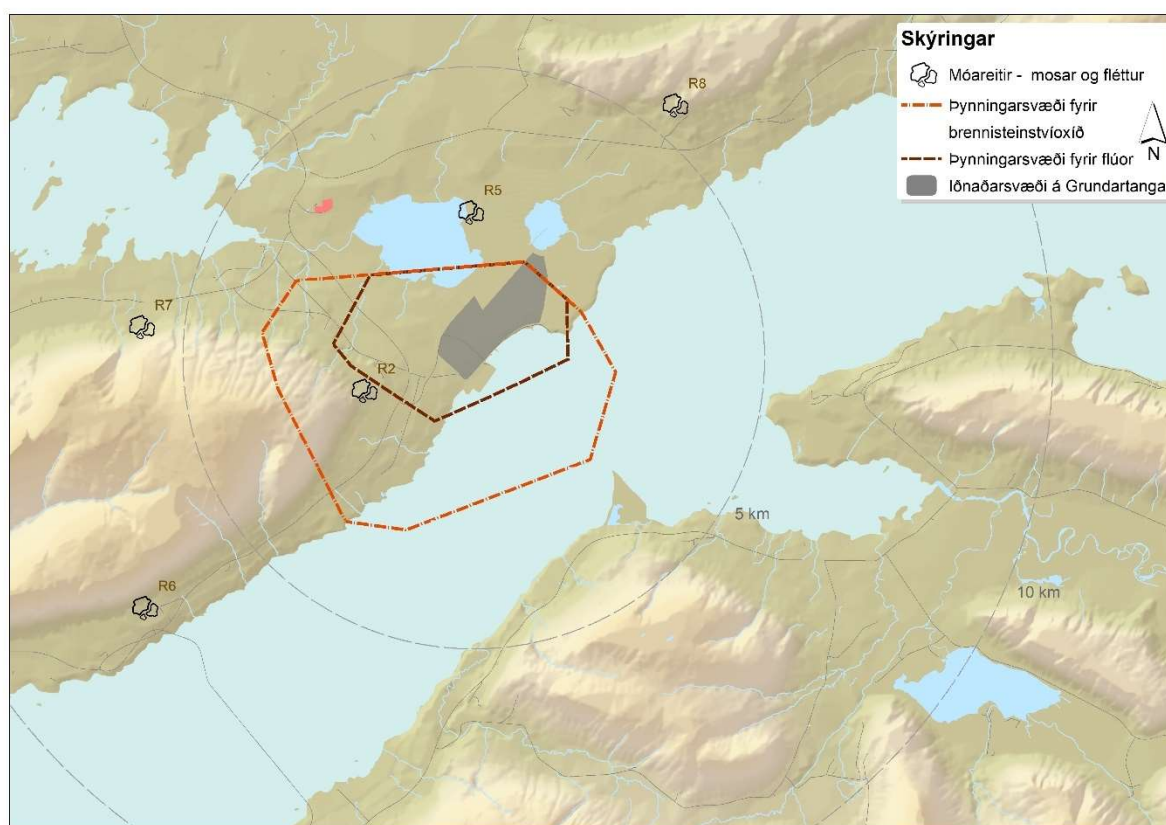 Skýringar
Móareitir - mosar og fléttur
Þynningarsvæði fyrir
brennisteinstvíoxíð
Þynningarsvæði fyrir flúor
Iðnaðarsvæði á Grundartanga
N
R8
R5
R7
R2
5 km
10 km
R6